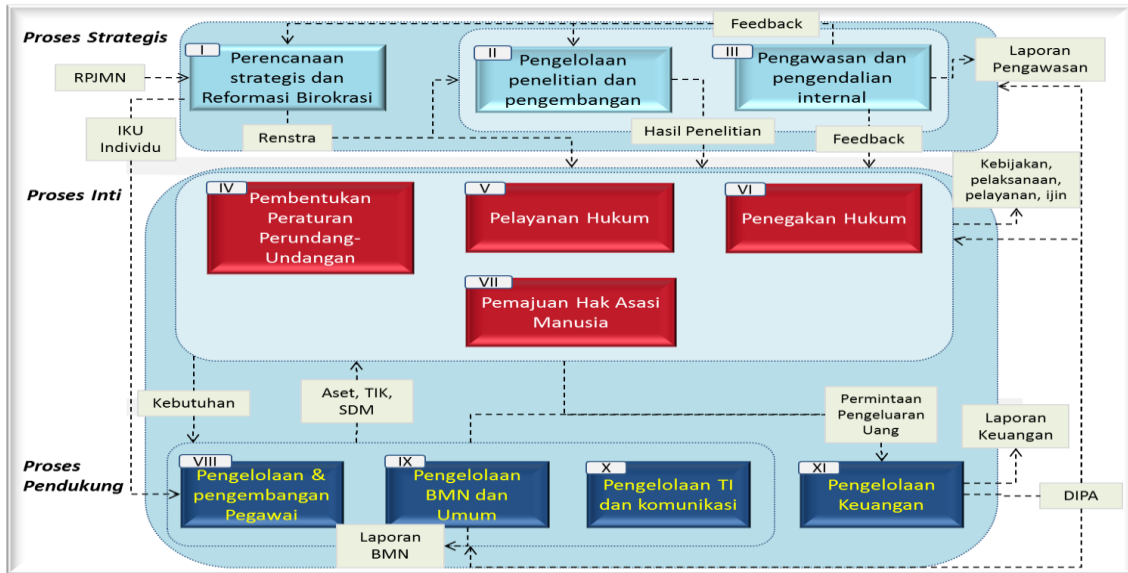 Proses Strategis
Feedback
I
Perencanaan
strategis dan
Reformasi Birokrasi
II
Pengelolaan
penelitian dan
pengembangan
III
Pengawasan dan
pengendalian
internal
Laporan
Pengawasan
RPJMN
IKU
Individu
Renstra
Hasil Penelitian
Feedback
Kebijakan,
pelaksanaan,
pelayanan, ijin
Proses Inti
IV
Pembentukan
Peraturan
Perundang-
Undangan
V
Pelayanan Hukum
VI
Penegakan Hukum
VII
Pemajuan Hak Asasi
Manusia
Kebutuhan
Aset, TIK,
SDM
Permintaan
Pengeluaran
Uang
Laporan
Keuangan
Proses
Pendukung
VIII
Pengelolaan &
pengembangan
Pegawai
IX
Pengelolaan
BMN dan
Umum
X
Pengelolaan TI
dan komunikasi
XI
Pengelolaan
Keuangan
DIPA
Laporan
BMN